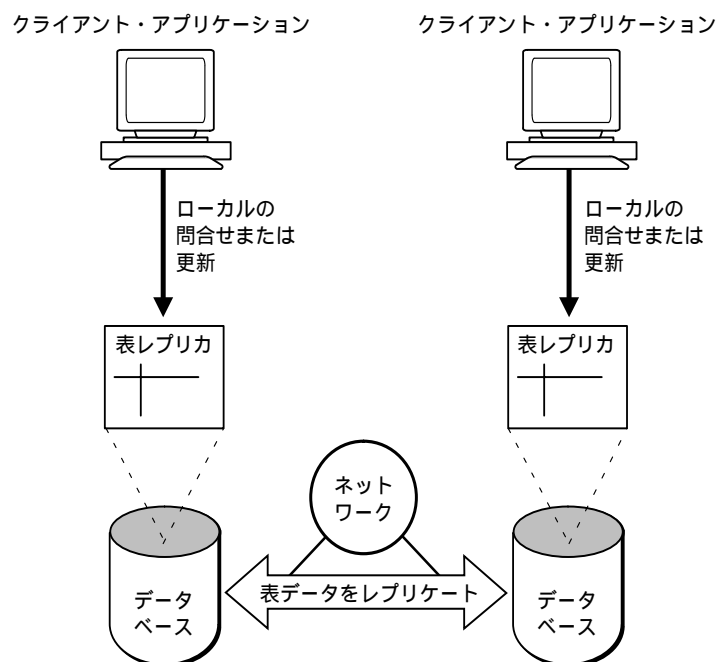 クライアント・アプリケーション
クライアント・アプリケーション
ローカルの
問合せまたは
更新
ローカルの
問合せまたは
更新
表レプリカ
表レプリカ
ネット
ワーク
表データをレプリケート
データ
ベース
データ
ベース